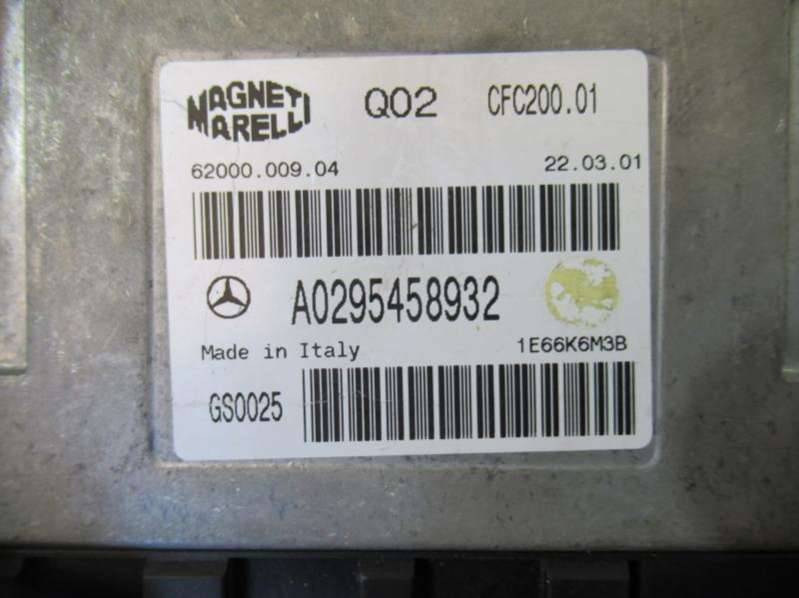 MAGNETI MARELLI Q02 CFC200.01
62000.009.04 22.03.01
A0295458932
Made in Italy 1E66K6M3B
GS0025